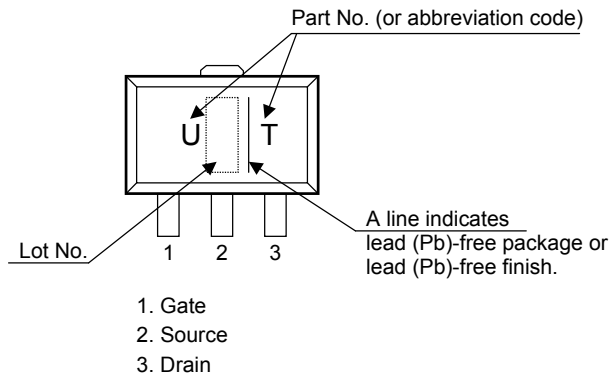 Part No. (or abbreviation code)
U T
Lot No.
1 2 3
A line indicates
lead (Pb)-free package or
lead (Pb)-free finish.
1. Gate
2. Source
3. Drain